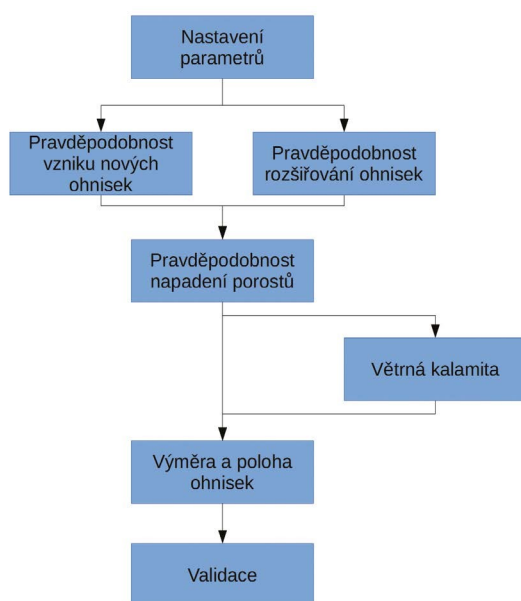 Nastavení
parametrů
Pravděpodobnost
vzniku nových
ohnisek
Pravděpodobnost
rozšiřování ohnisek
Pravděpodobnost
napadení porostů
Větrná kalamita
Výměra a poloha
ohnisek
Validace